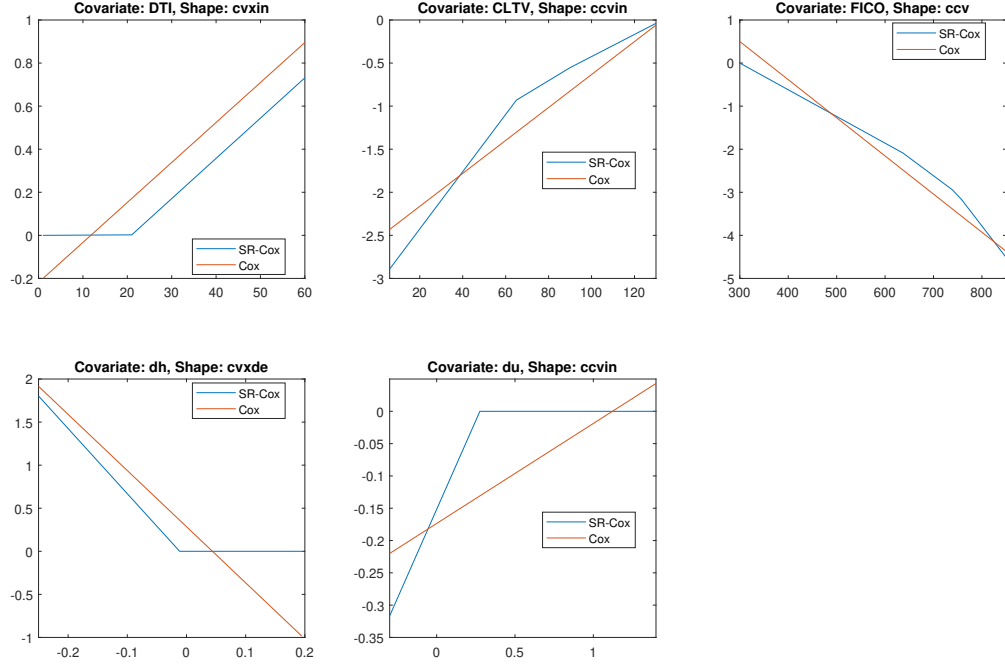 Covariate: DTI, Shape: cvxin
1
0.8
0.6
0.4
0.2
0
-0.2
0 10 20 30 40 50 60
SR-Cox
Cox
Covariate: CLTV, Shape: ccvin
0
-0.5
-1
-1.5
-2
-2.5
-3
20 40 60 80 100 120
SR-Cox
Cox
Covariate: FICO, Shape: ccv
1
0
-1
-2
-3
-4
-5
300 400 500 600 700 800
SR-Cox
Cox
Covariate: dh, Shape: cvxde
2
1.5
1
0.5
0
-0.5
-1
-0.2 -0.1 0 0.1 0.2
SR-Cox
Cox
Covariate: du, Shape: ccvin
0
-0.05
-0.1
-0.15
-0.2
-0.25
-0.3
-0.35
0 0.5 1
SR-Cox
Cox